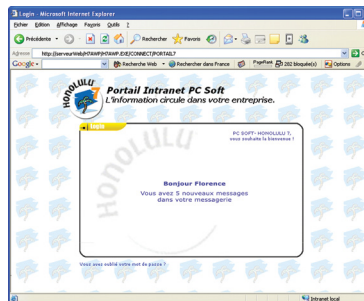 Login - Microsoft Internet Explorer
Fichier Edition Affichage Favoris Outils ?
Précédente Rechercher Favoris
Adresse http://serveurWeb/HTAWP/HTAWP.EXE/CONNECT/PORTAIL7
Google Recherche Web Rechercher dans France PageRank 202 bloquée(s) Options
HONOLULU
Portail Intranet PC Soft
L'information circule dans votre entreprise.
Login
PC SOFT- HONOLULU 7,
vous souhaite la bienvenue !
HONOLULU
Bonjour Florence
Vous avez 5 nouveaux messages
dans votre messagerie
Vous avez oublié votre mot de passe ?
Intranet local